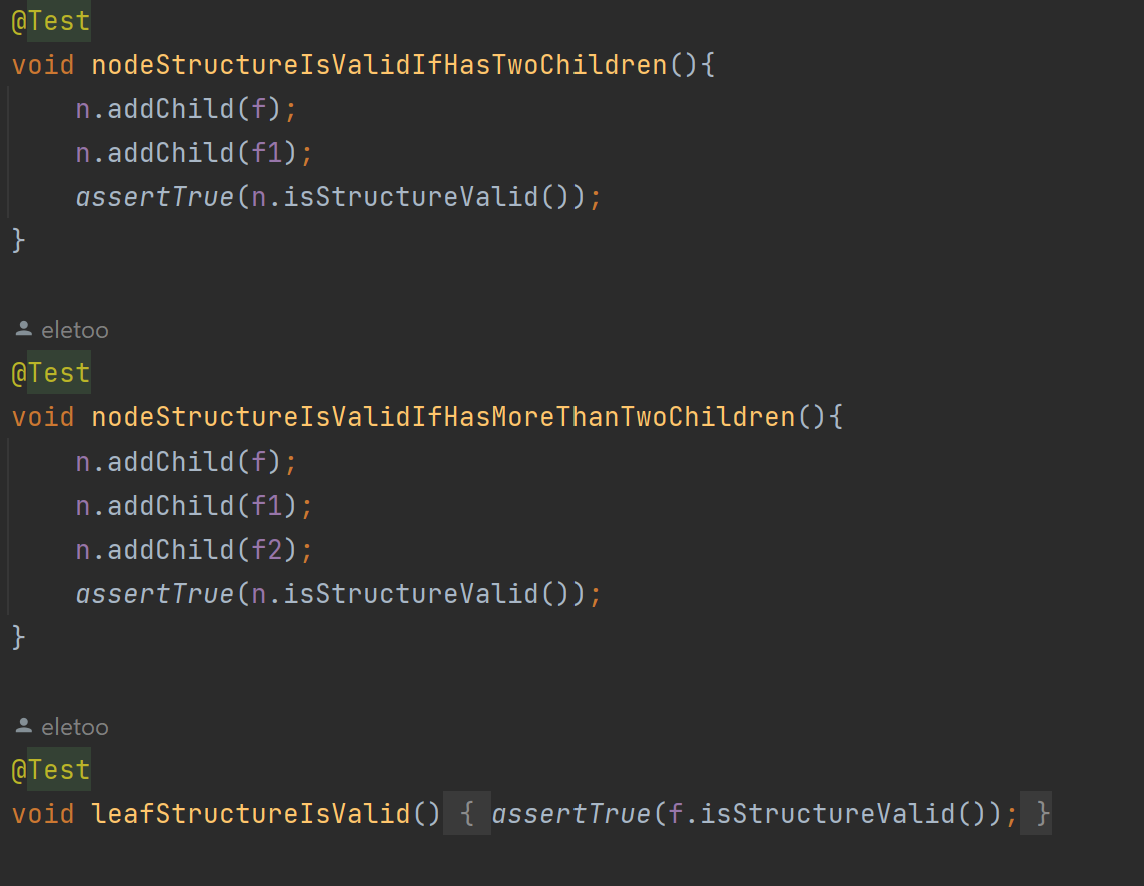 @Test
void nodeStructureIsValidIfHasTwoChildren(){
    n.addChild(f);
    n.addChild(f1);
    assertTrue(n.isStructureValid());
}
eletoo
@Test
void nodeStructureIsValidIfHasMoreThanTwoChildren(){
    n.addChild(f);
    n.addChild(f1);
    n.addChild(f2);
    assertTrue(n.isStructureValid());
}
eletoo
@Test
void leafStructureIsValid() { assertTrue(f.isStructureValid()); }